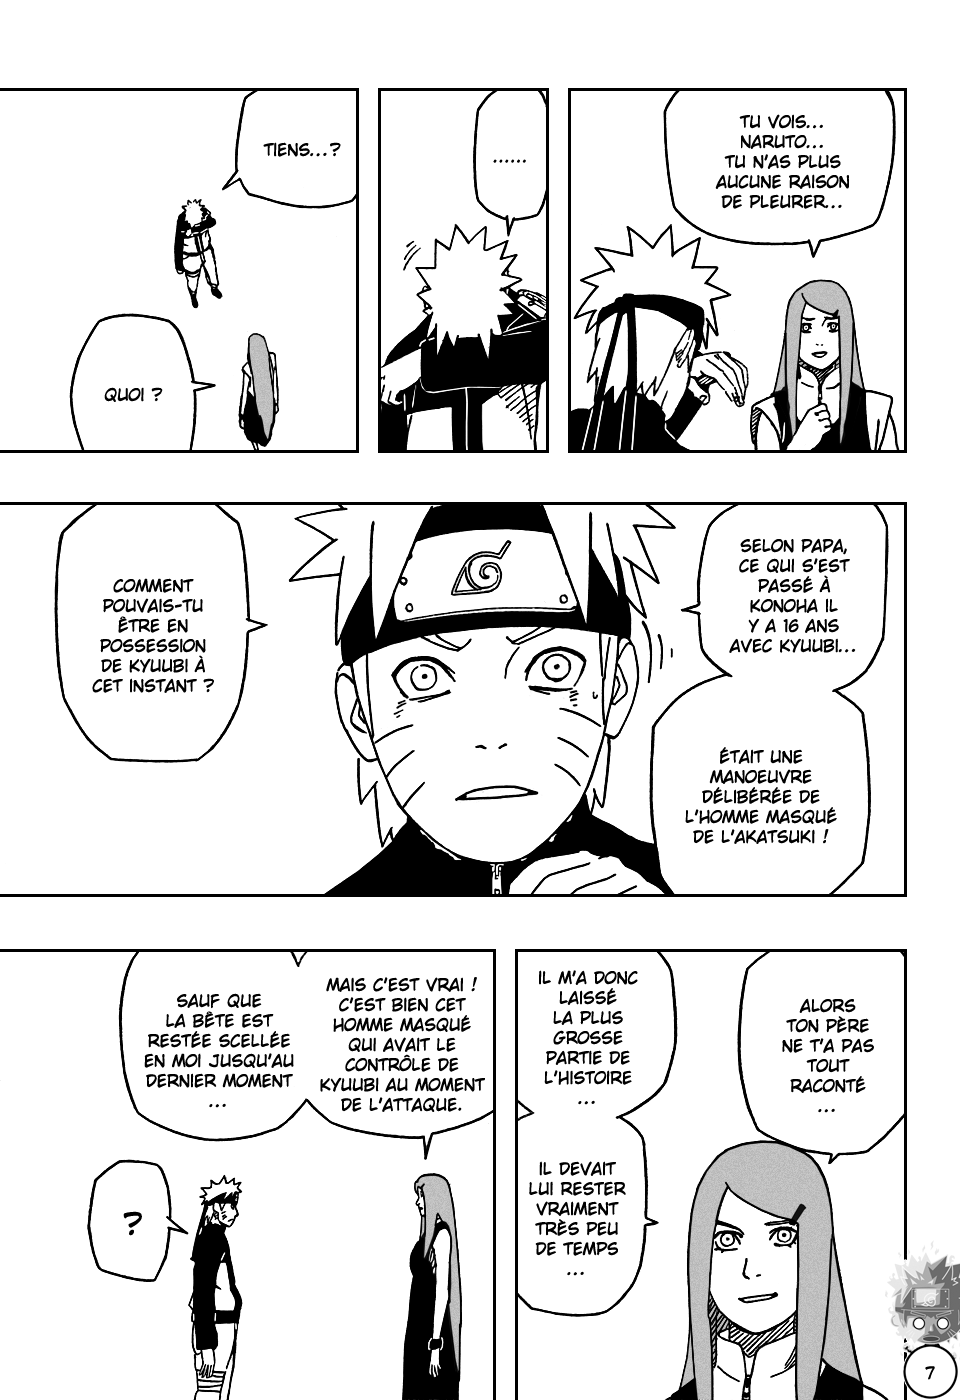 TU VOIS...
NARUTO...
TU N'AS PLUS
AUCUNE RAISON
DE PLEURER...
......
TIENS...?
QUOI ?
SELON PAPA,
CE QUI S'EST
PASSÉ À
KONOHA IL
Y A 16 ANS
AVEC KYUUBI...
ÉTAIT UNE
MANOEUVRE
DÉLIBÉRÉE DE
L'HOMME MASQUÉ
DE L'AKATSUKI !
COMMENT
POUVAIS-TU
ÊTRE EN
POSSESSION
DE KYUUBI À
CET INSTANT ?
ALORS
TON PÈRE
NE T'A PAS
TOUT
RACONTÉ
...
IL M'A DONC
LAISSÉ
LA PLUS
GROSSE
PARTIE DE
L'HISTOIRE
...
IL DEVAIT
LUI RESTER
VRAIMENT
TRÈS PEU
DE TEMPS
...
MAIS C'EST VRAI !
C'EST BIEN CET
HOMME MASQUÉ
QUI AVAIT LE
CONTRÔLE DE
KYUUBI AU MOMENT
DE L'ATTAQUE.
SAUF QUE
LA BÊTE EST
RESTÉE SCELLÉE
EN MOI JUSQU'AU
DERNIER MOMENT
...
?
7